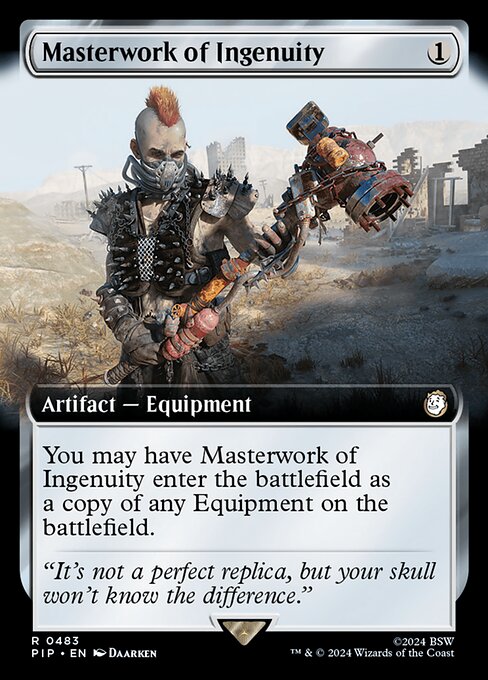 Masterwork of Ingenuity 1
Artifact — Equipment
You may have Masterwork of
Ingenuity enter the battlefield as
a copy of any Equipment on the
battlefield.
“It’s not a perfect replica, but your skull
won’t know the difference.”
R 0483 ©2024 BSW
PIP • EN DAARKEN ™ & © 2024 Wizards of the Coast